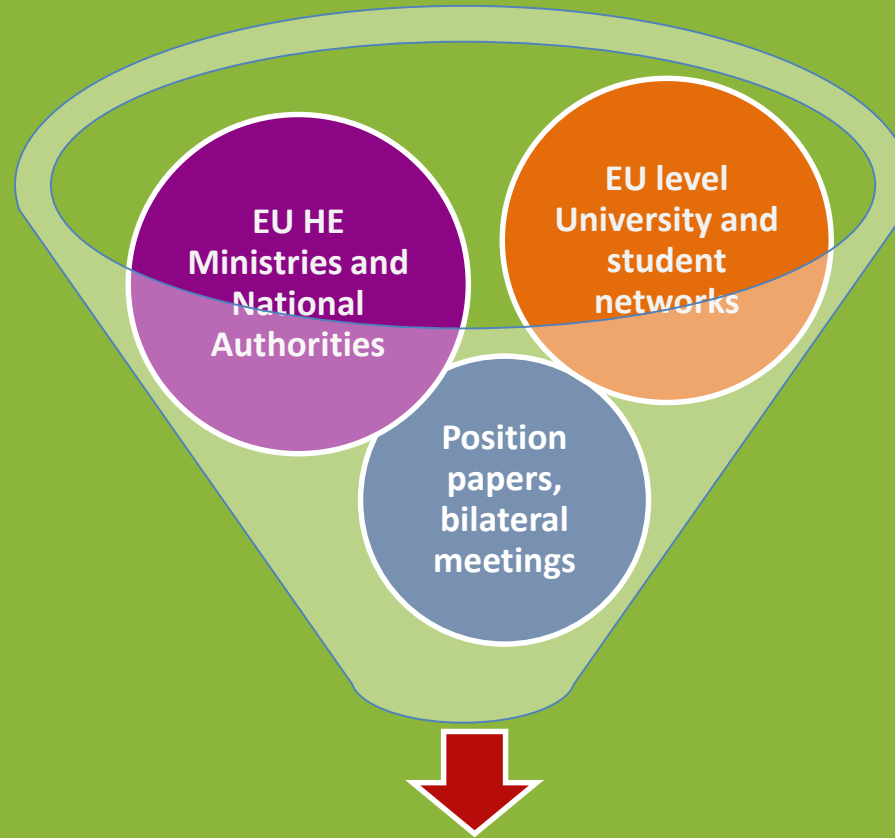 EU HE
Ministries and
National
Authorities
EU level
University and
student
networks
Position
papers,
bilateral
meetings